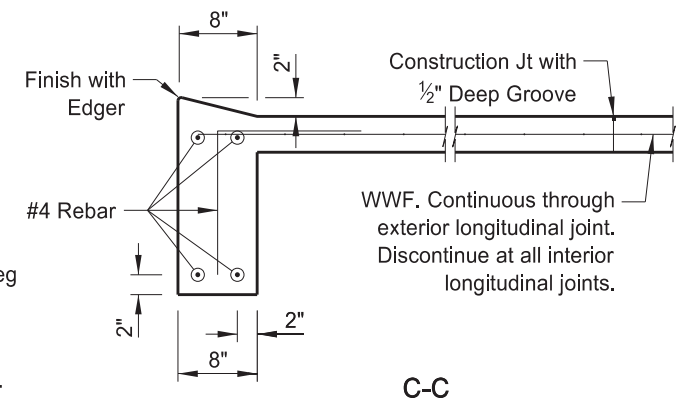 8"
2"
Finish with
Edger
Construction Jt with
½" Deep Groove
#4 Rebar
WWF. Continuous through
exterior longitudinal joint.
Discontinue at all interior
longitudinal joints.
eg
2"
2"
8"
C-C